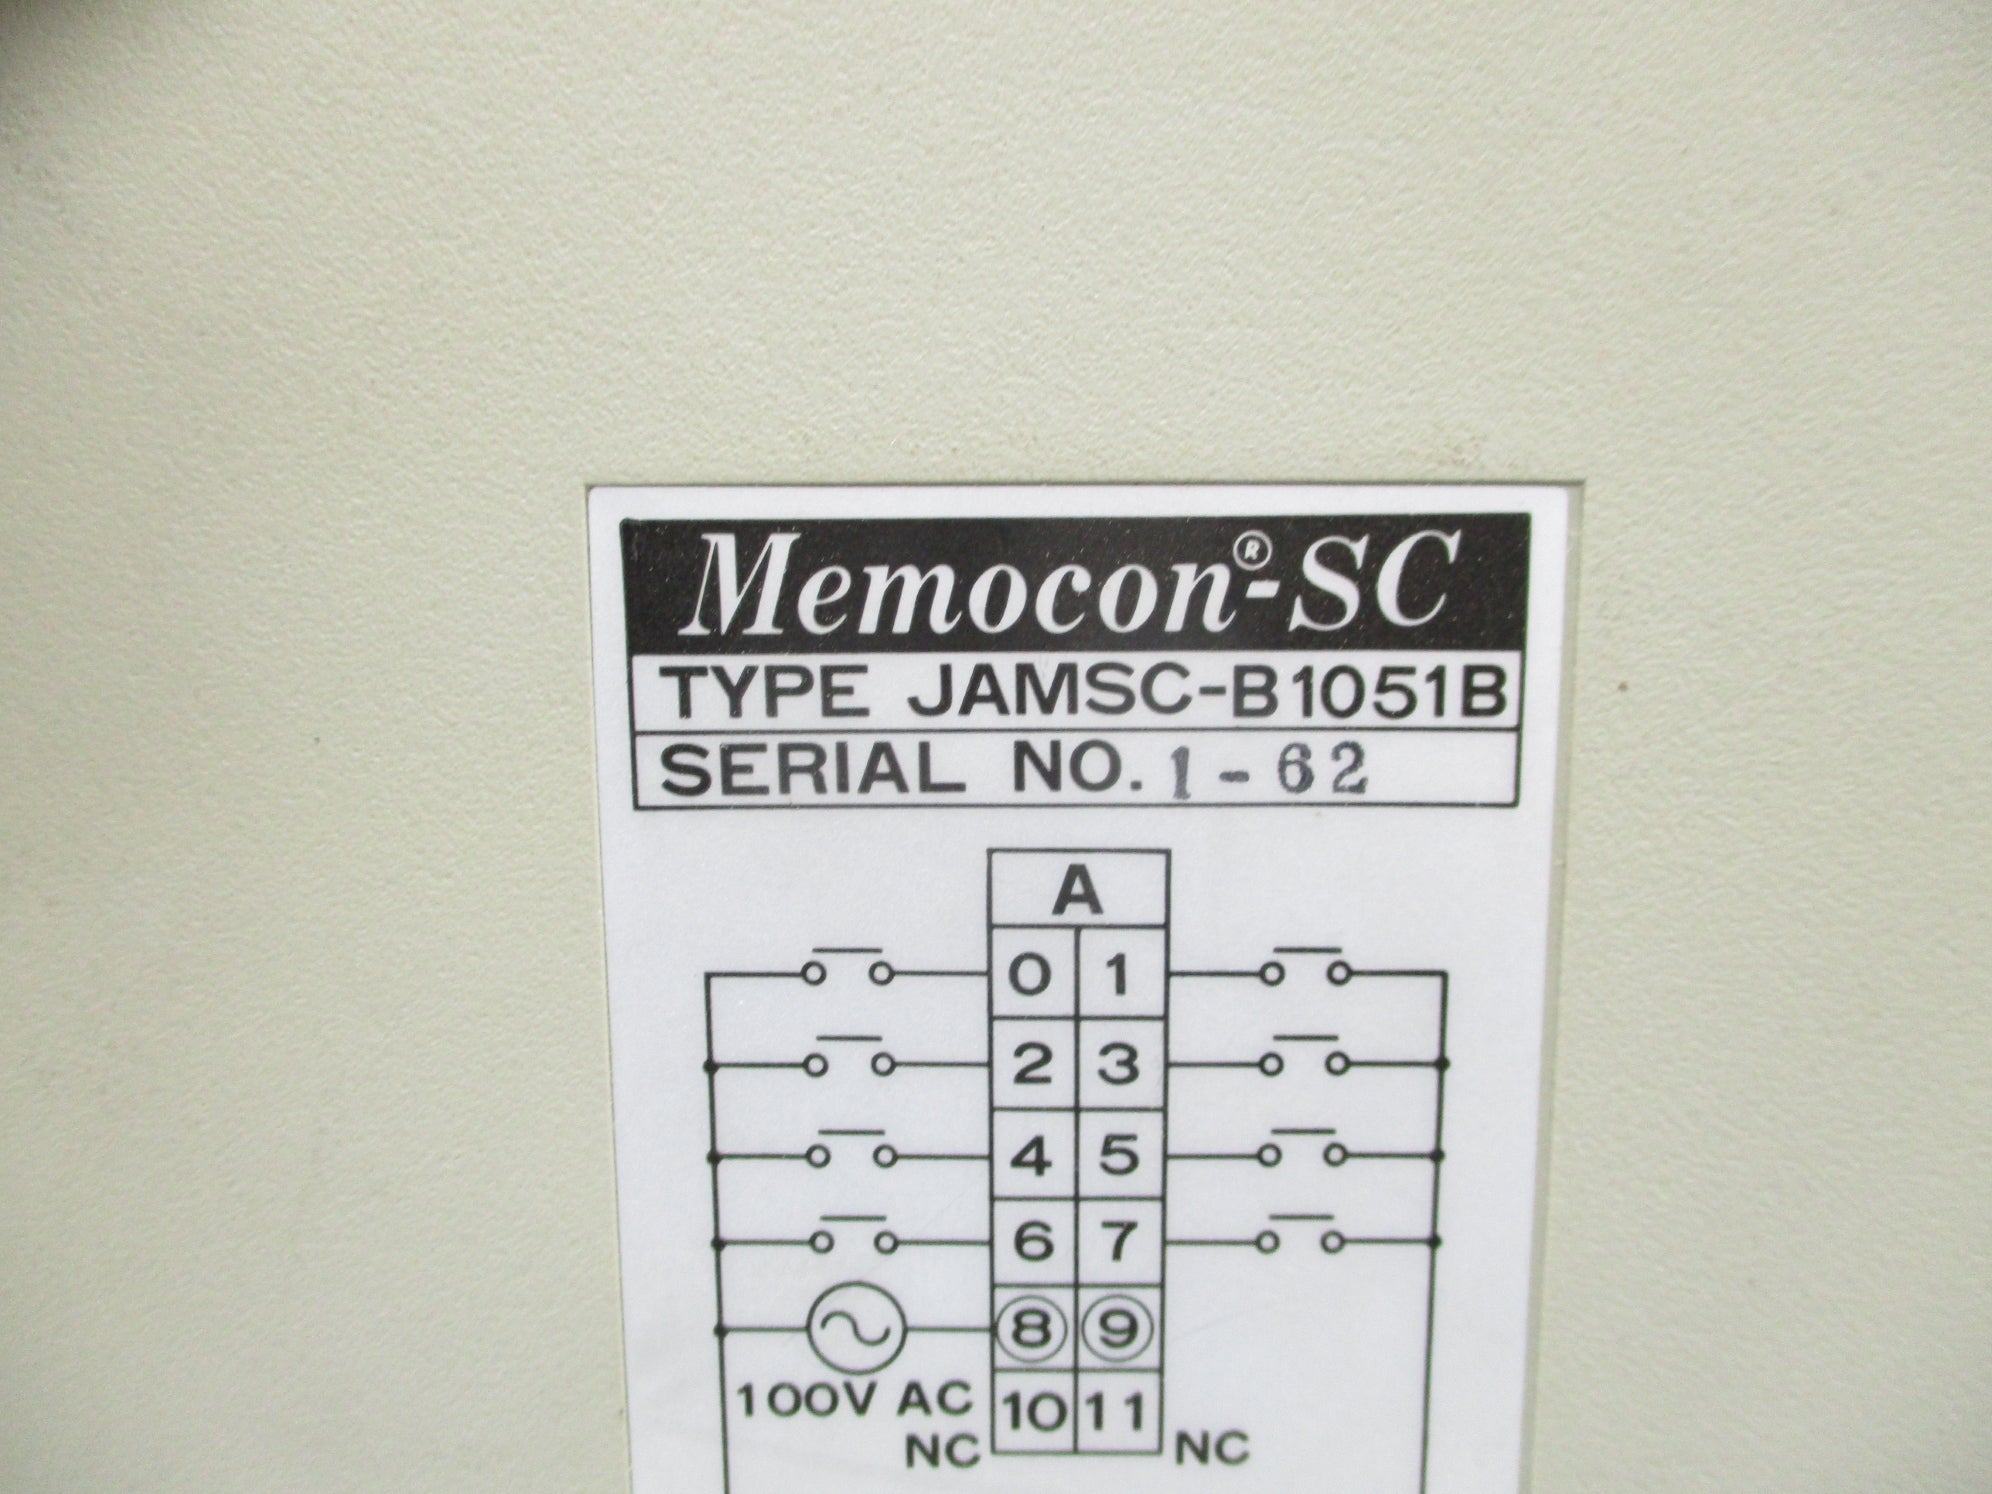 Memocon®-SC
TYPE JAMSC-B1051B
SERIAL NO. 1-62
A
0 1
2 3
4 5
6 7
8 9
100V AC 10 11
NC NC